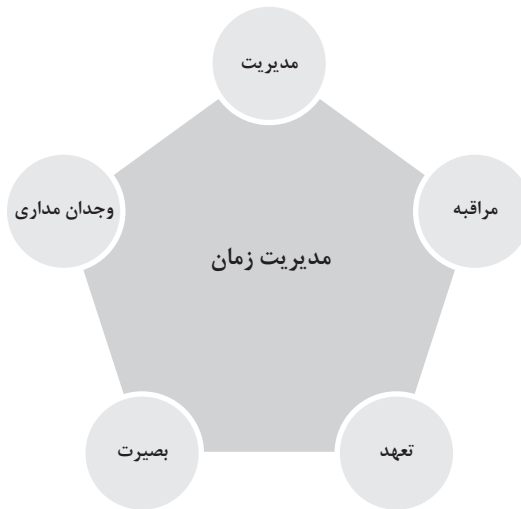 مدیریت
مراقبه
وجدان مداری
مدیریت زمان
تعهد
بصیرت